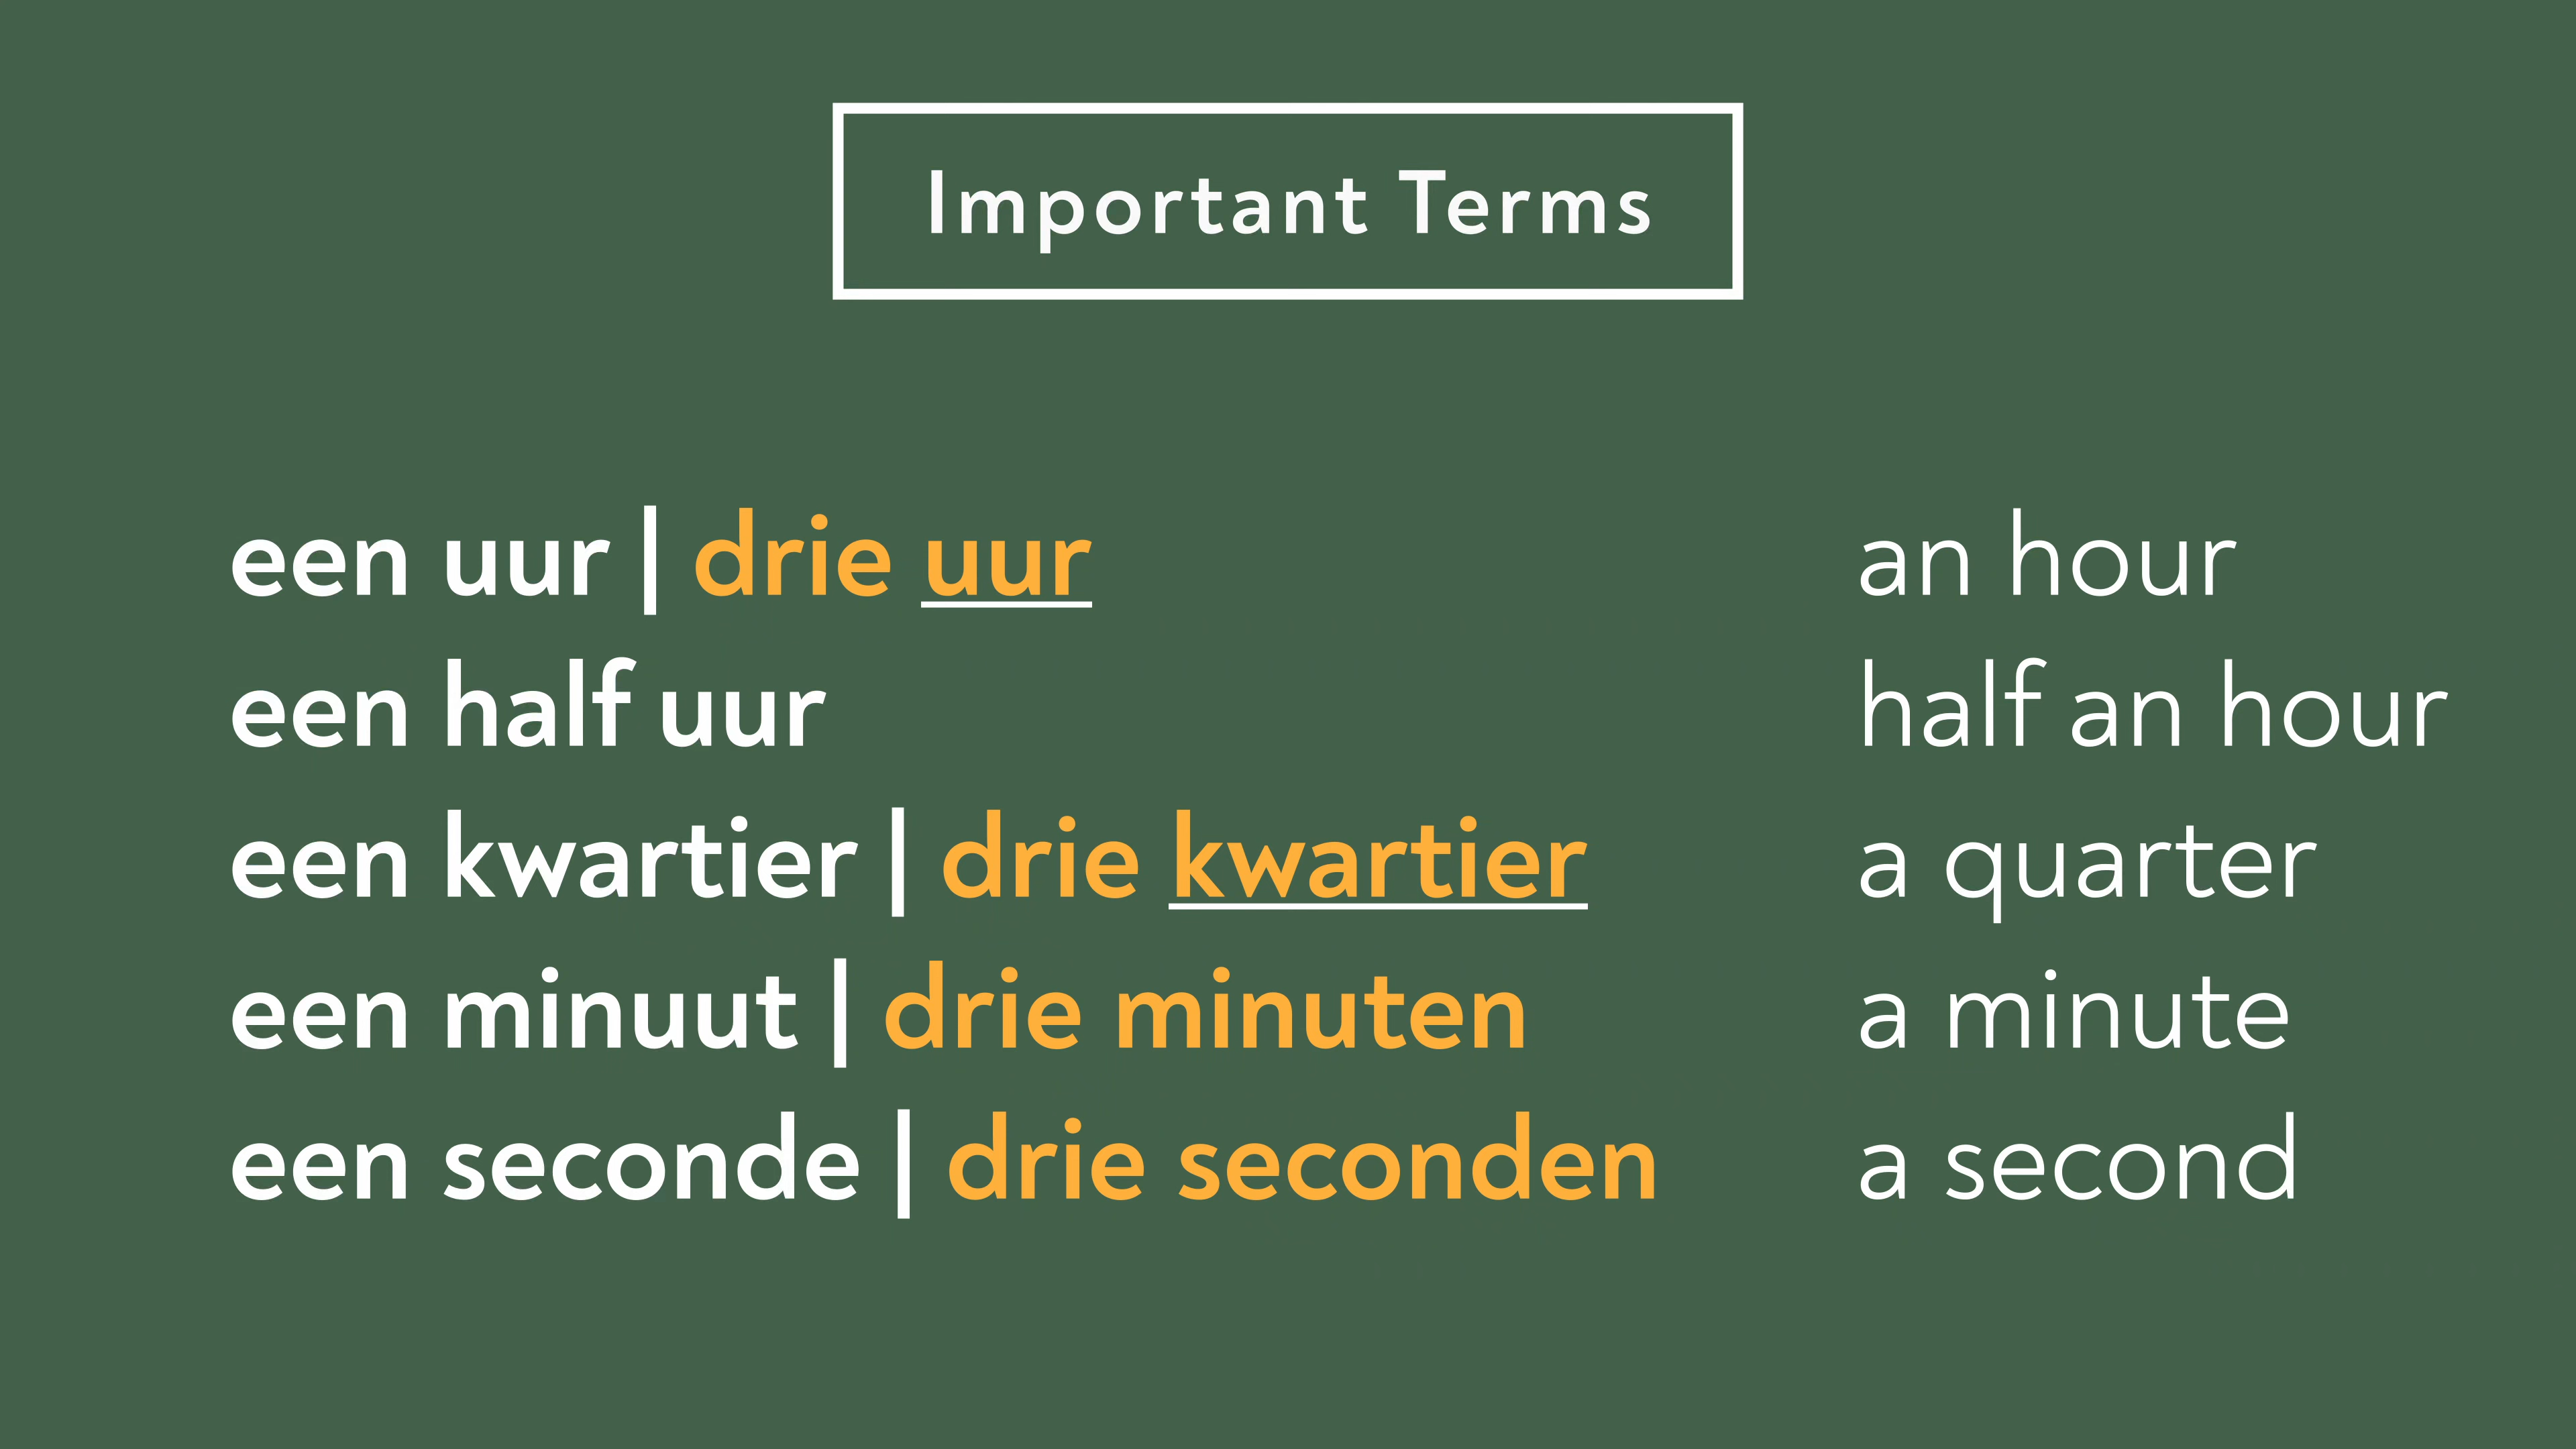 Important Terms
een uur | drie uur an hour
een half uur half an hour
een kwartier | drie kwartier a quarter
een minuut | drie minuten a minute
een seconde | drie seconden a second